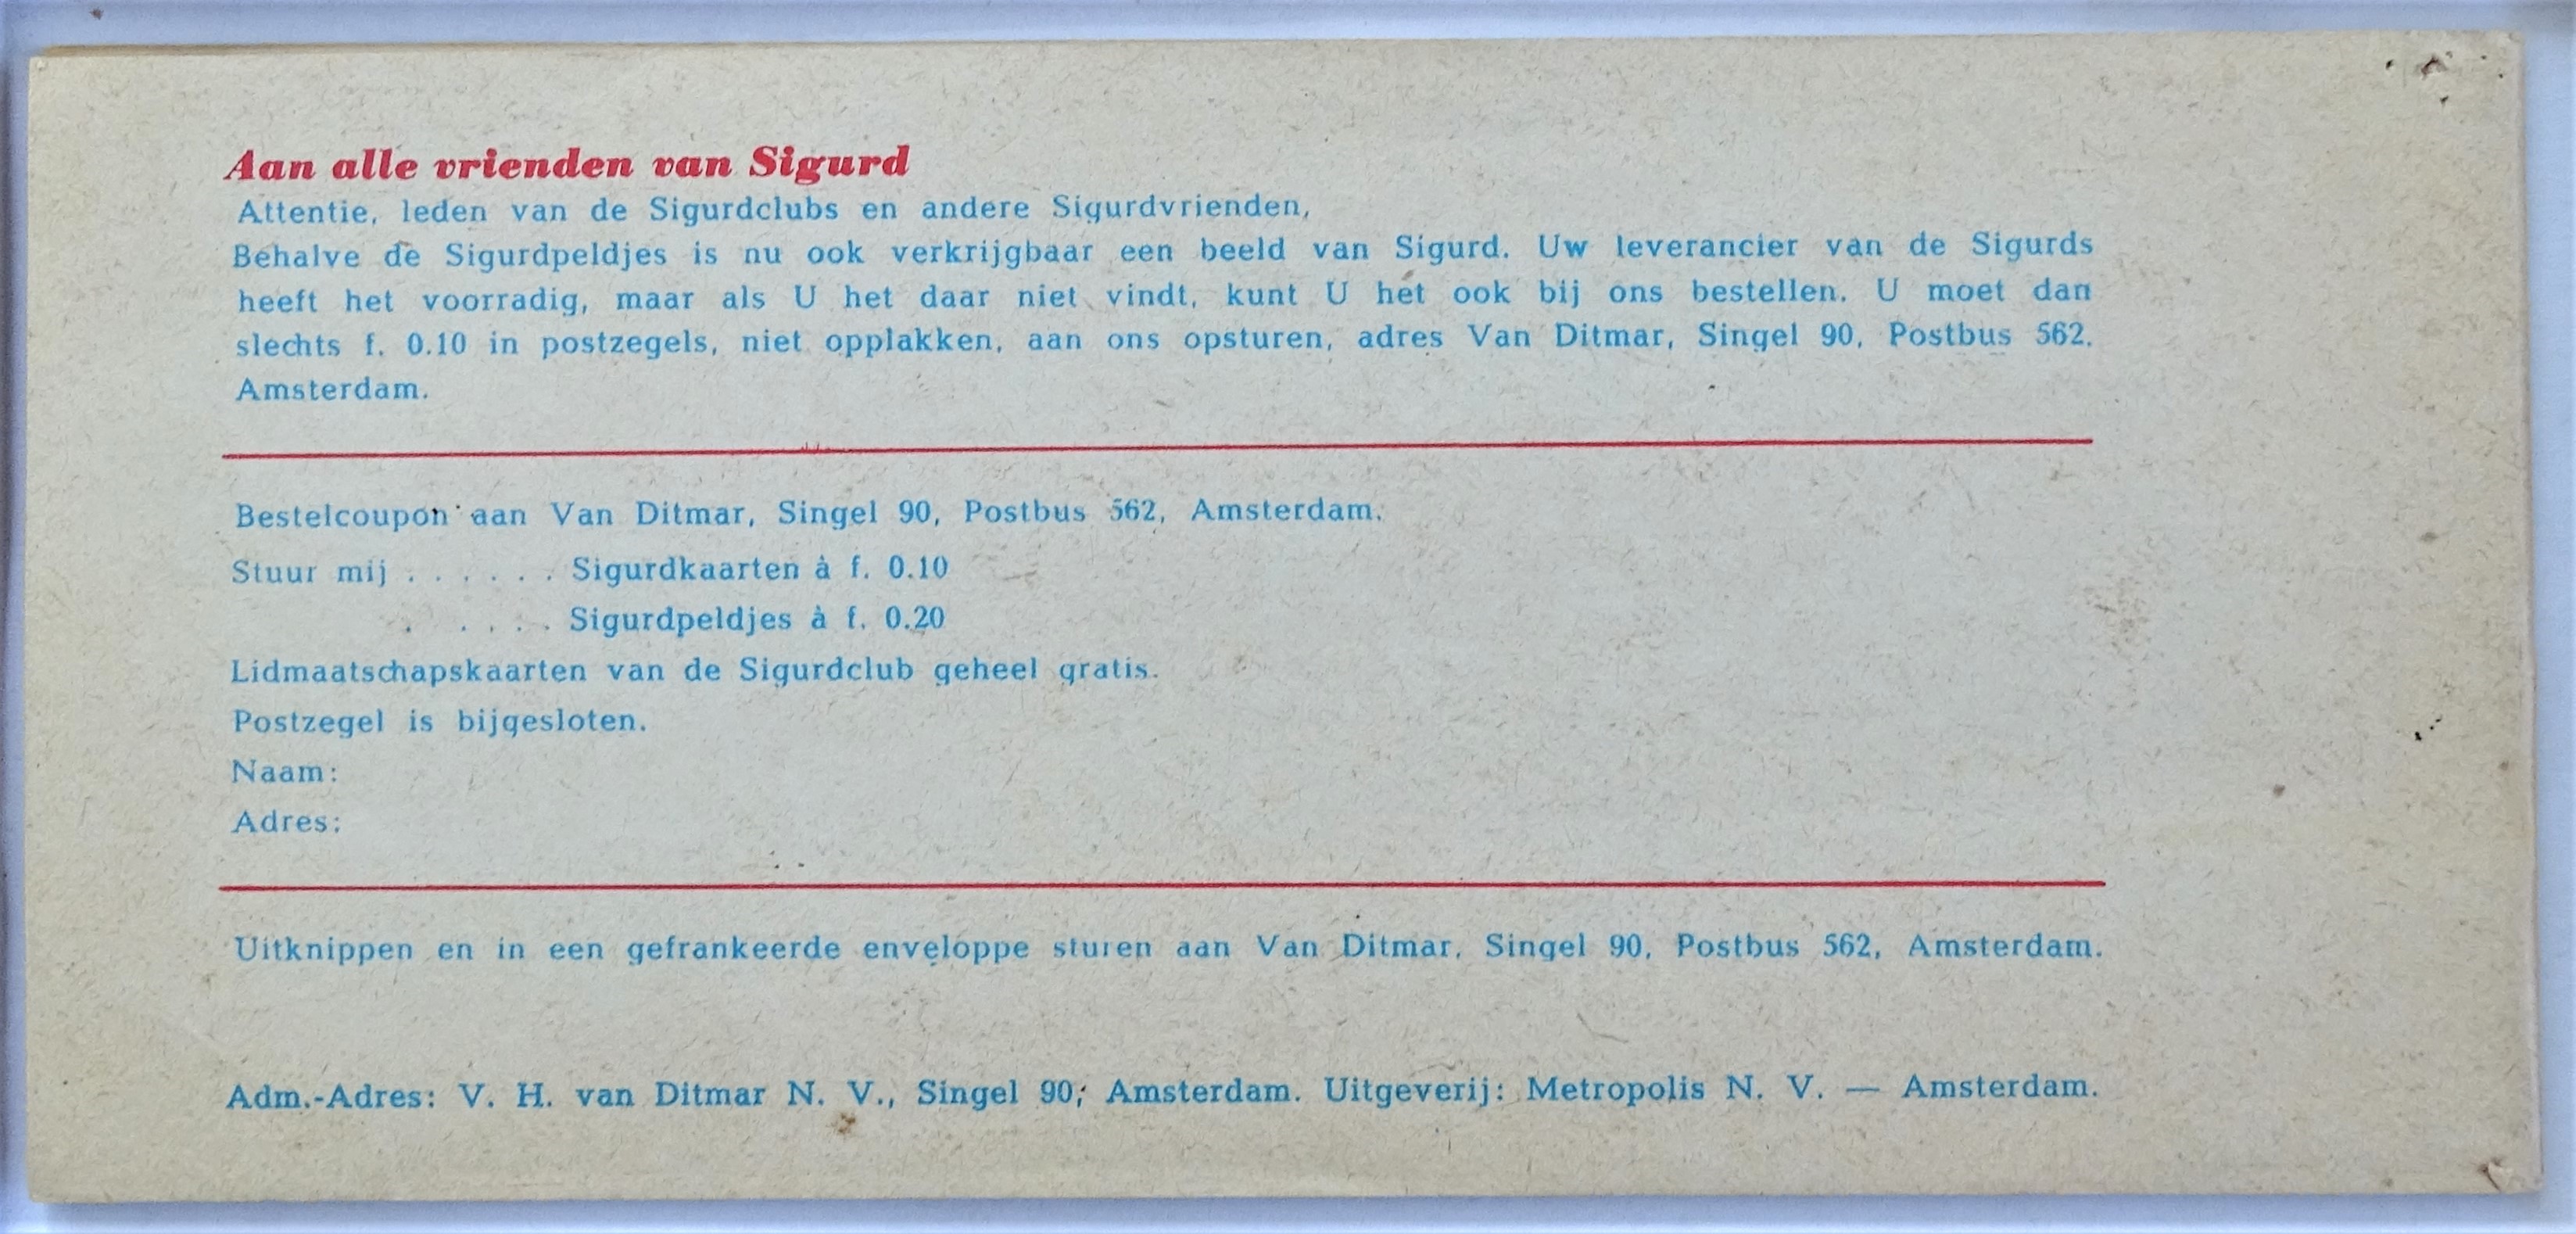 Aan alle vrienden van Sigurd
Attentie, leden van de Sigurdclubs en andere Sigurdvrienden,
Behalve de Sigurdpeldjes is nu ook verkrijgbaar een beeld van Sigurd. Uw leverancier van de Sigurds
heeft het voorradig, maar als U het daar niet vindt, kunt U het ook bij ons bestellen. U moet dan
slechts f. 0.10 in postzegels, niet opplakken, aan ons opsturen, adres Van Ditmar, Singel 90, Postbus 562.
Amsterdam.
Bestelcoupon aan Van Ditmar, Singel 90, Postbus 562, Amsterdam.
Stuur mij . . . . . . Sigurdkaarten à f. 0.10
. . . . . Sigurdpeldjes à f. 0.20
Lidmaatschapskaarten van de Sigurdclub geheel gratis.
Postzegel is bijgesloten.
Naam:
Adres:
Uitknippen en in een gefrankeerde enveloppe sturen aan Van Ditmar, Singel 90, Postbus 562, Amsterdam.
Adm.-Adres: V. H. van Ditmar N. V., Singel 90, Amsterdam. Uitgeverij: Metropolis N. V. — Amsterdam.